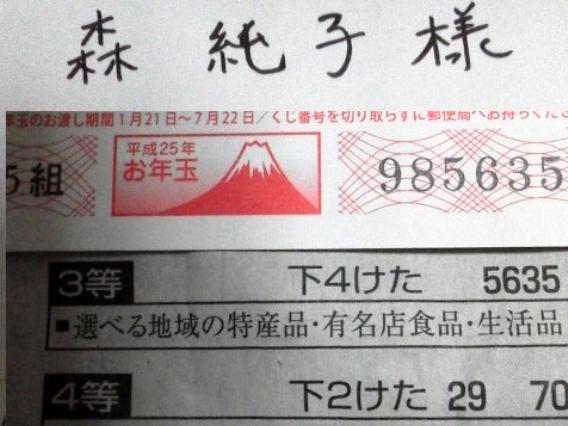 森 純子 様
年玉のお渡し期間1月21日～7月22日/くじ番号を切り取らずに郵便局へお持ちくださ
5組
平成25年
お年玉
985635
3等 下4けた 5635
■選べる地域の特産品・有名店食品・生活品
4等 下2けた 29 70